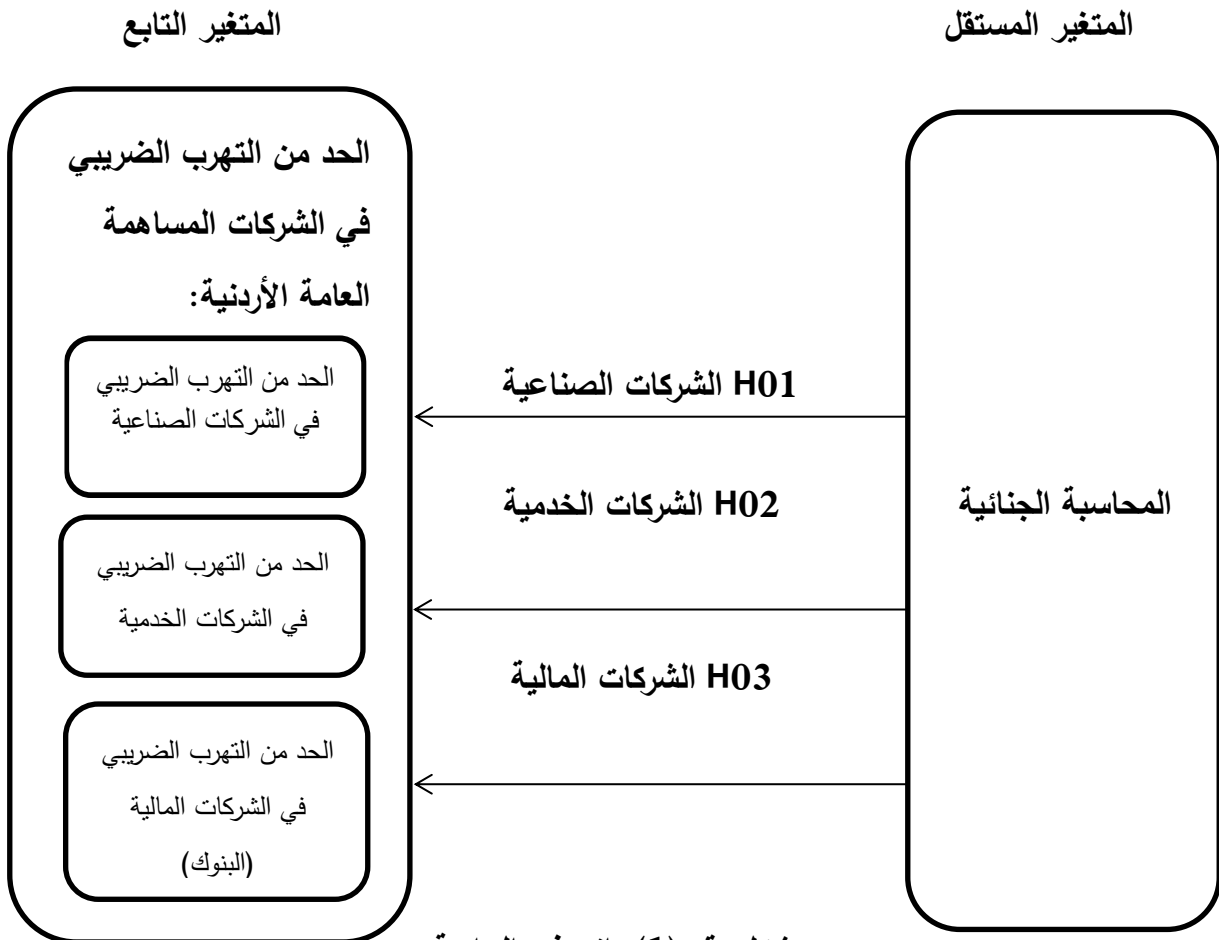 المتغير المستقل
المتغير التابع
المحاسبة الجنائية
H01 الشركات الصناعية
H02 الشركات الخدمية
H03 الشركات المالية
الحد من التهرب الضريبي
في الشركات المساهمة
العامة الأردنية:
الحد من التهرب الضريبي
في الشركات الصناعية
الحد من التهرب الضريبي
في الشركات الخدمية
الحد من التهرب الضريبي
في الشركات المالية
(البنوك)